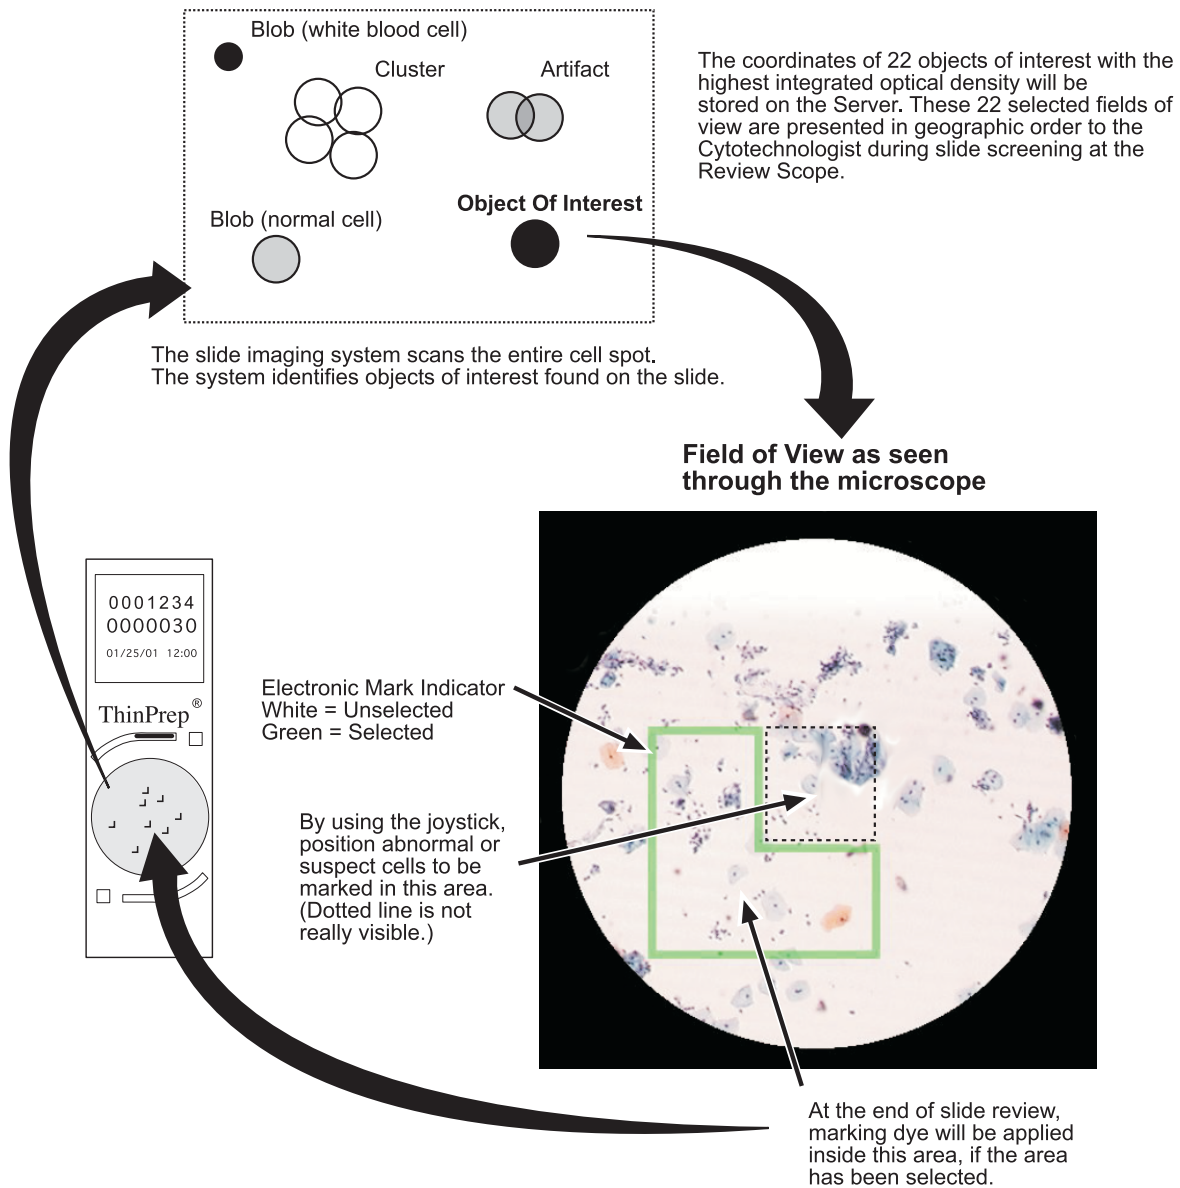 Blob (white blood cell)
Cluster
Artifact
Blob (normal cell)
Object Of Interest
The coordinates of 22 objects of interest with the
highest integrated optical density will be
stored on the Server. These 22 selected fields of
view are presented in geographic order to the
Cytotechnologist during slide screening at the
Review Scope.
The slide imaging system scans the entire cell spot.
The system identifies objects of interest found on the slide.
Field of View as seen
through the microscope
0001234
0000030
01/25/01 12:00
ThinPrep®
Electronic Mark Indicator
White = Unselected
Green = Selected
By using the joystick,
position abnormal or
suspect cells to be
marked in this area.
(Dotted line is not
really visible.)
At the end of slide review,
marking dye will be applied
inside this area, if the area
has been selected.